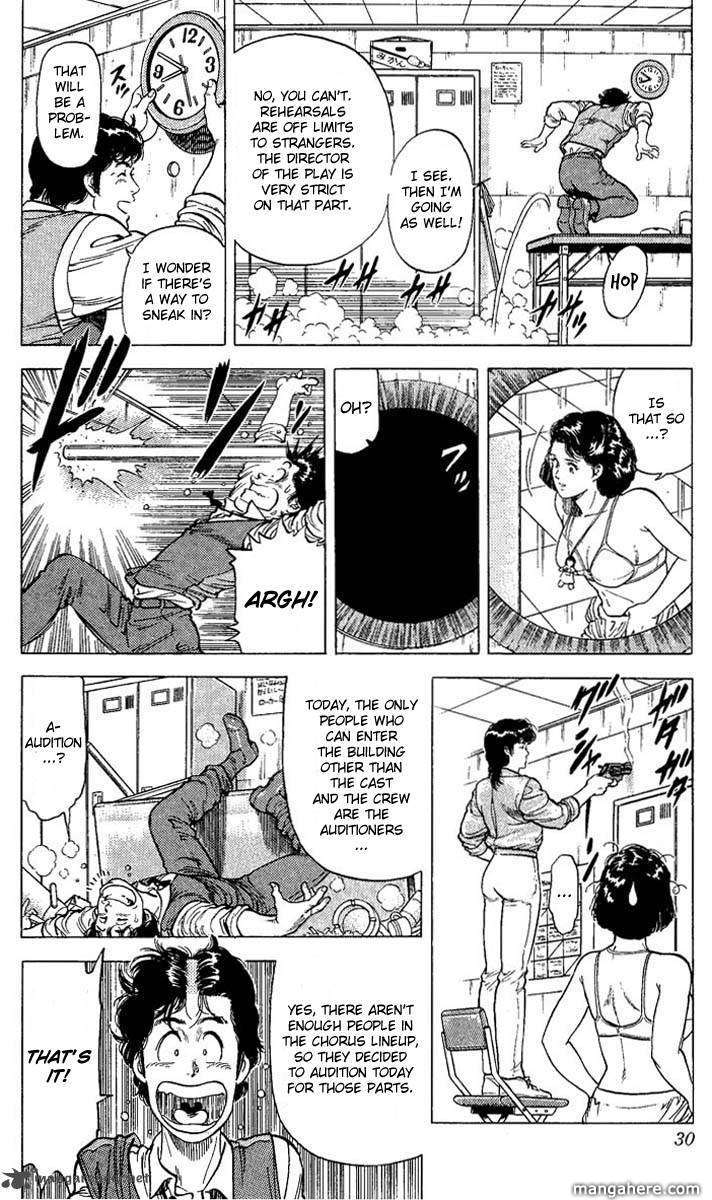 みかん
HOP
I SEE.
THEN I'M
GOING
AS WELL!
NO, YOU CAN'T.
REHEARSALS
ARE OFF LIMITS
TO STRANGERS.
THE DIRECTOR
OF THE PLAY IS
VERY STRICT
ON THAT PART.
THAT
WILL
BE A
PROB-
LEM.
I WONDER
IF THERE'S
A WAY TO
SNEAK IN?
IS
THAT SO
...?
OH?
ARGH!
...
TODAY, THE ONLY
PEOPLE WHO
CAN ENTER
THE BUILDING
OTHER THAN
THE CAST
AND THE CREW
ARE THE
AUDITIONERS
...
A-
AUDITION
...?
YES, THERE AREN'T
ENOUGH PEOPLE IN
THE CHORUS LINEUP,
SO THEY DECIDED
TO AUDITION TODAY
FOR THOSE PARTS.
THAT'S
IT!
30
mangahere.com